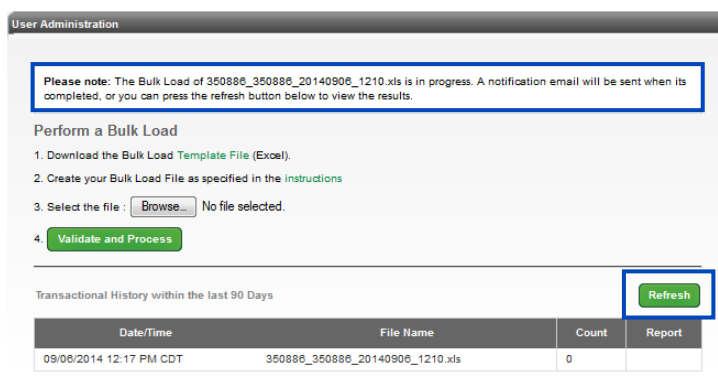 User Administration
Please note: The Bulk Load of 350886_350886_20140906_1210.xls is in progress. A notification email will be sent when its
completed, or you can press the refresh button below to view the results.
Perform a Bulk Load
1. Download the Bulk Load Template File (Excel).
2. Create your Bulk Load File as specified in the instructions
3. Select the file : Browse... No file selected.
4. Validate and Process
Transactional History within the last 90 Days
Refresh
Date/Time File Name Count Report
09/06/2014 12:17 PM CDT 350886_350886_20140906_1210.xls 0